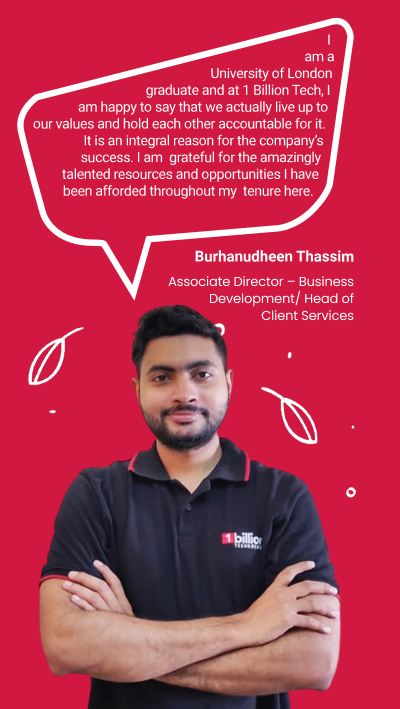 I
am a
University of London
graduate and at 1 Billion Tech, I
am happy to say that we actually live up to
our values and hold each other accountable for it.
It is an integral reason for the company's
success. I am grateful for the amazingly
talented resources and opportunities I have
been afforded throughout my tenure here.
Burhanudheen Thassim
Associate Director – Business
Development/ Head of
Client Services
1 billion